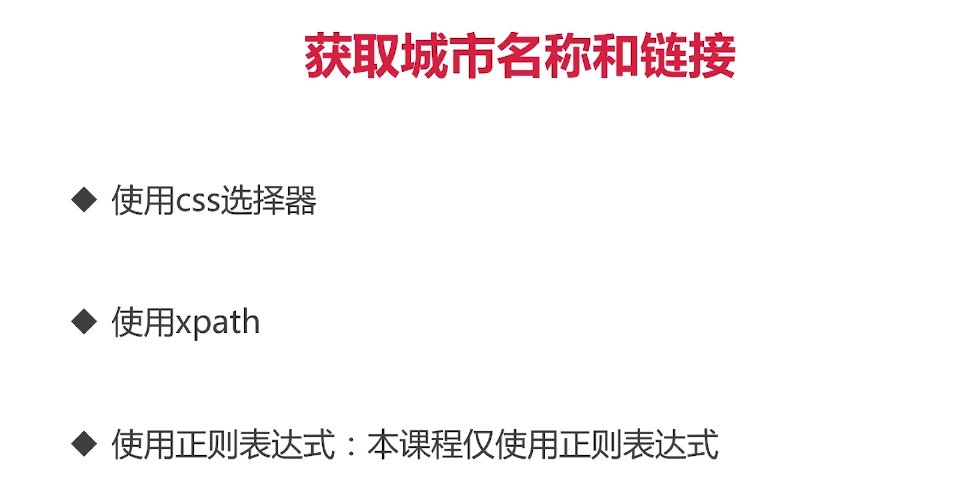 获取城市名称和链接
◆ 使用css选择器
◆ 使用xpath
◆ 使用正则表达式：本课程仅使用正则表达式